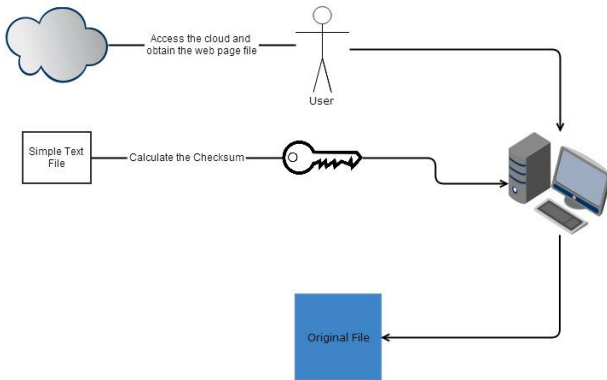 Access the cloud and
obtain the web page file
User
Simple Text
File
Calculate the Checksum
Original File